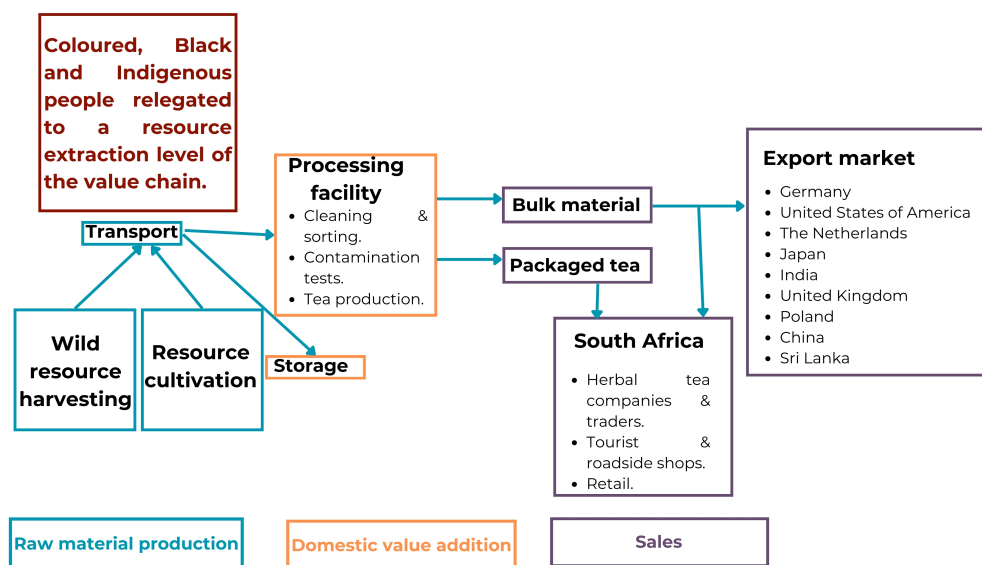 Coloured, Black
and Indigenous
people relegated
to a resource
extraction level of
the value chain.
Transport
Wild
resource
harvesting
Resource
cultivation
Storage
Processing
facility
• Cleaning &
sorting.
• Contamination
tests.
• Tea production.
Bulk material
Packaged tea
South Africa
• Herbal tea
companies &
traders.
• Tourist &
roadside shops.
• Retail.
Export market
• Germany
• United States of America
• The Netherlands
• Japan
• India
• United Kingdom
• Poland
• China
• Sri Lanka
Raw material production
Domestic value addition
Sales